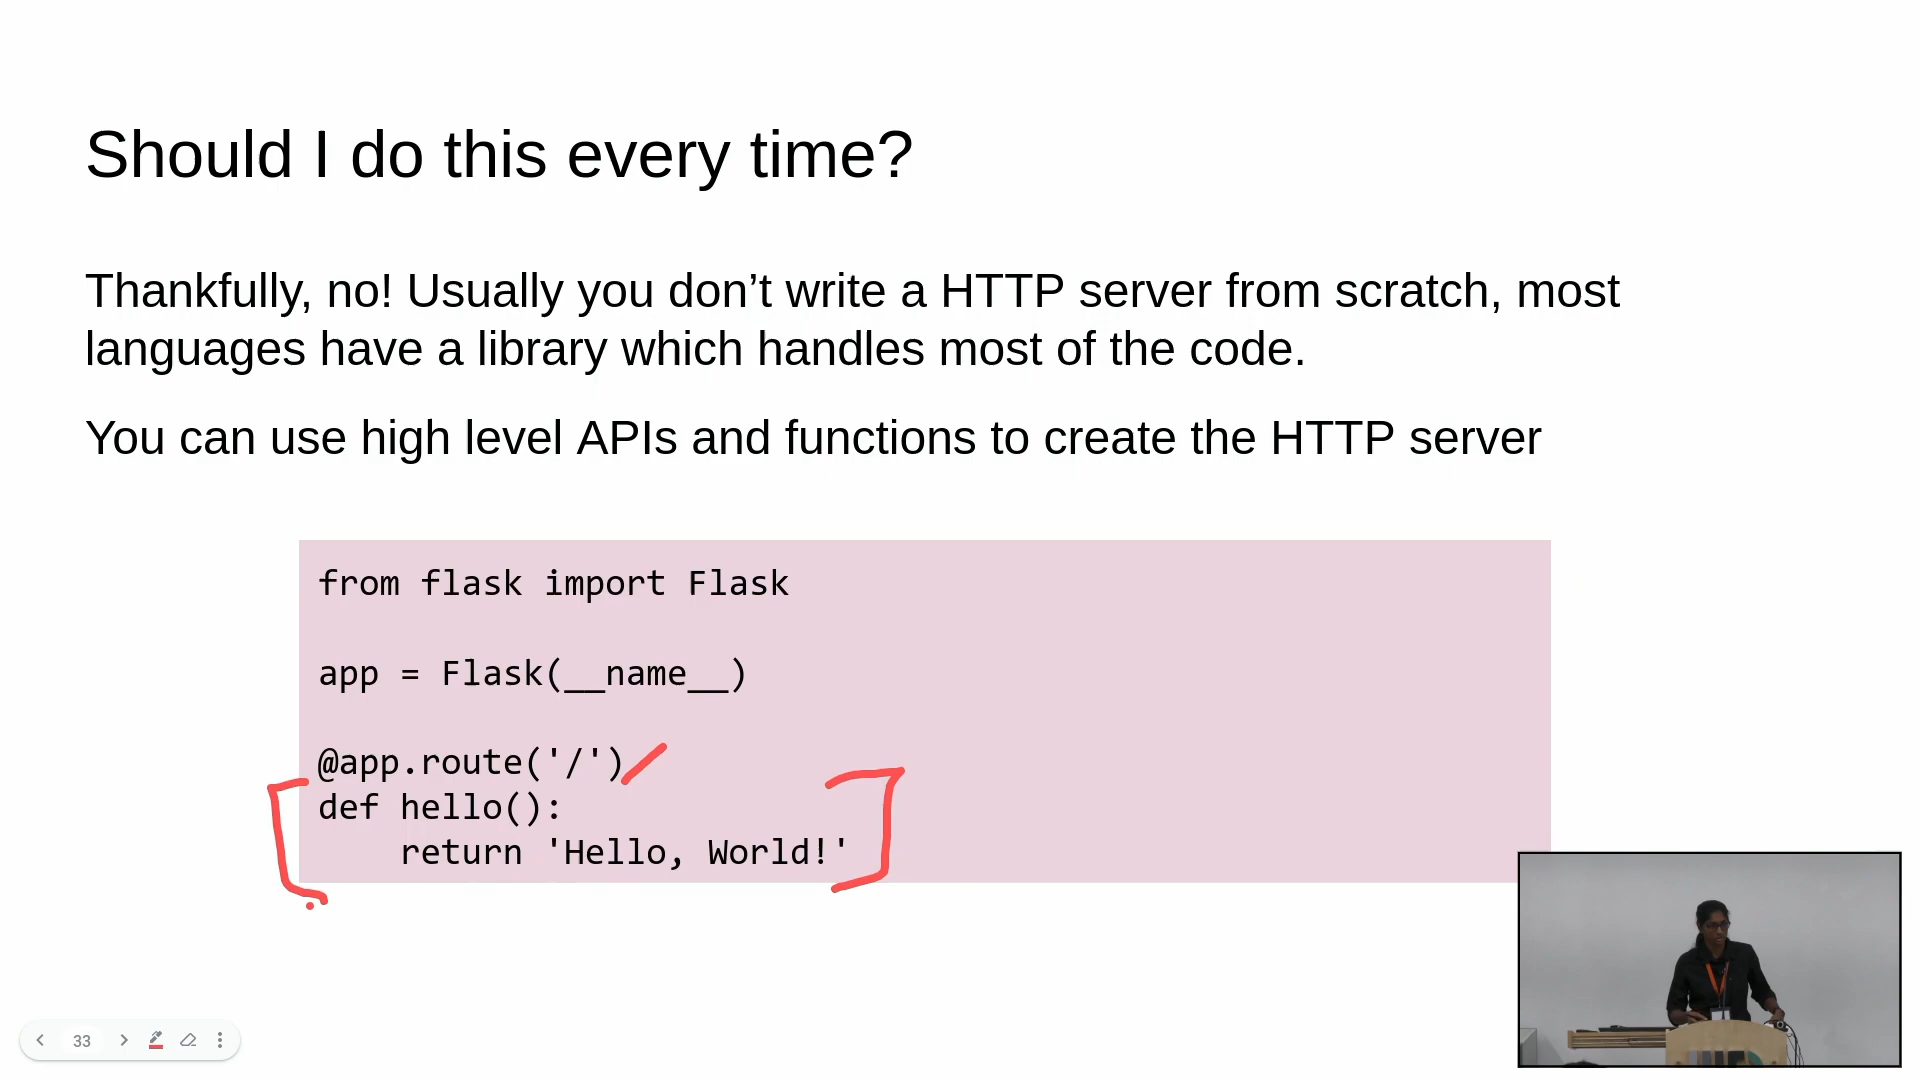 Should I do this every time?
Thankfully, no! Usually you don’t write a HTTP server from scratch, most
languages have a library which handles most of the code.
You can use high level APIs and functions to create the HTTP server
from flask import Flask
app = Flask(__name__)
@app.route('/')
def hello():
    return 'Hello, World!'
33